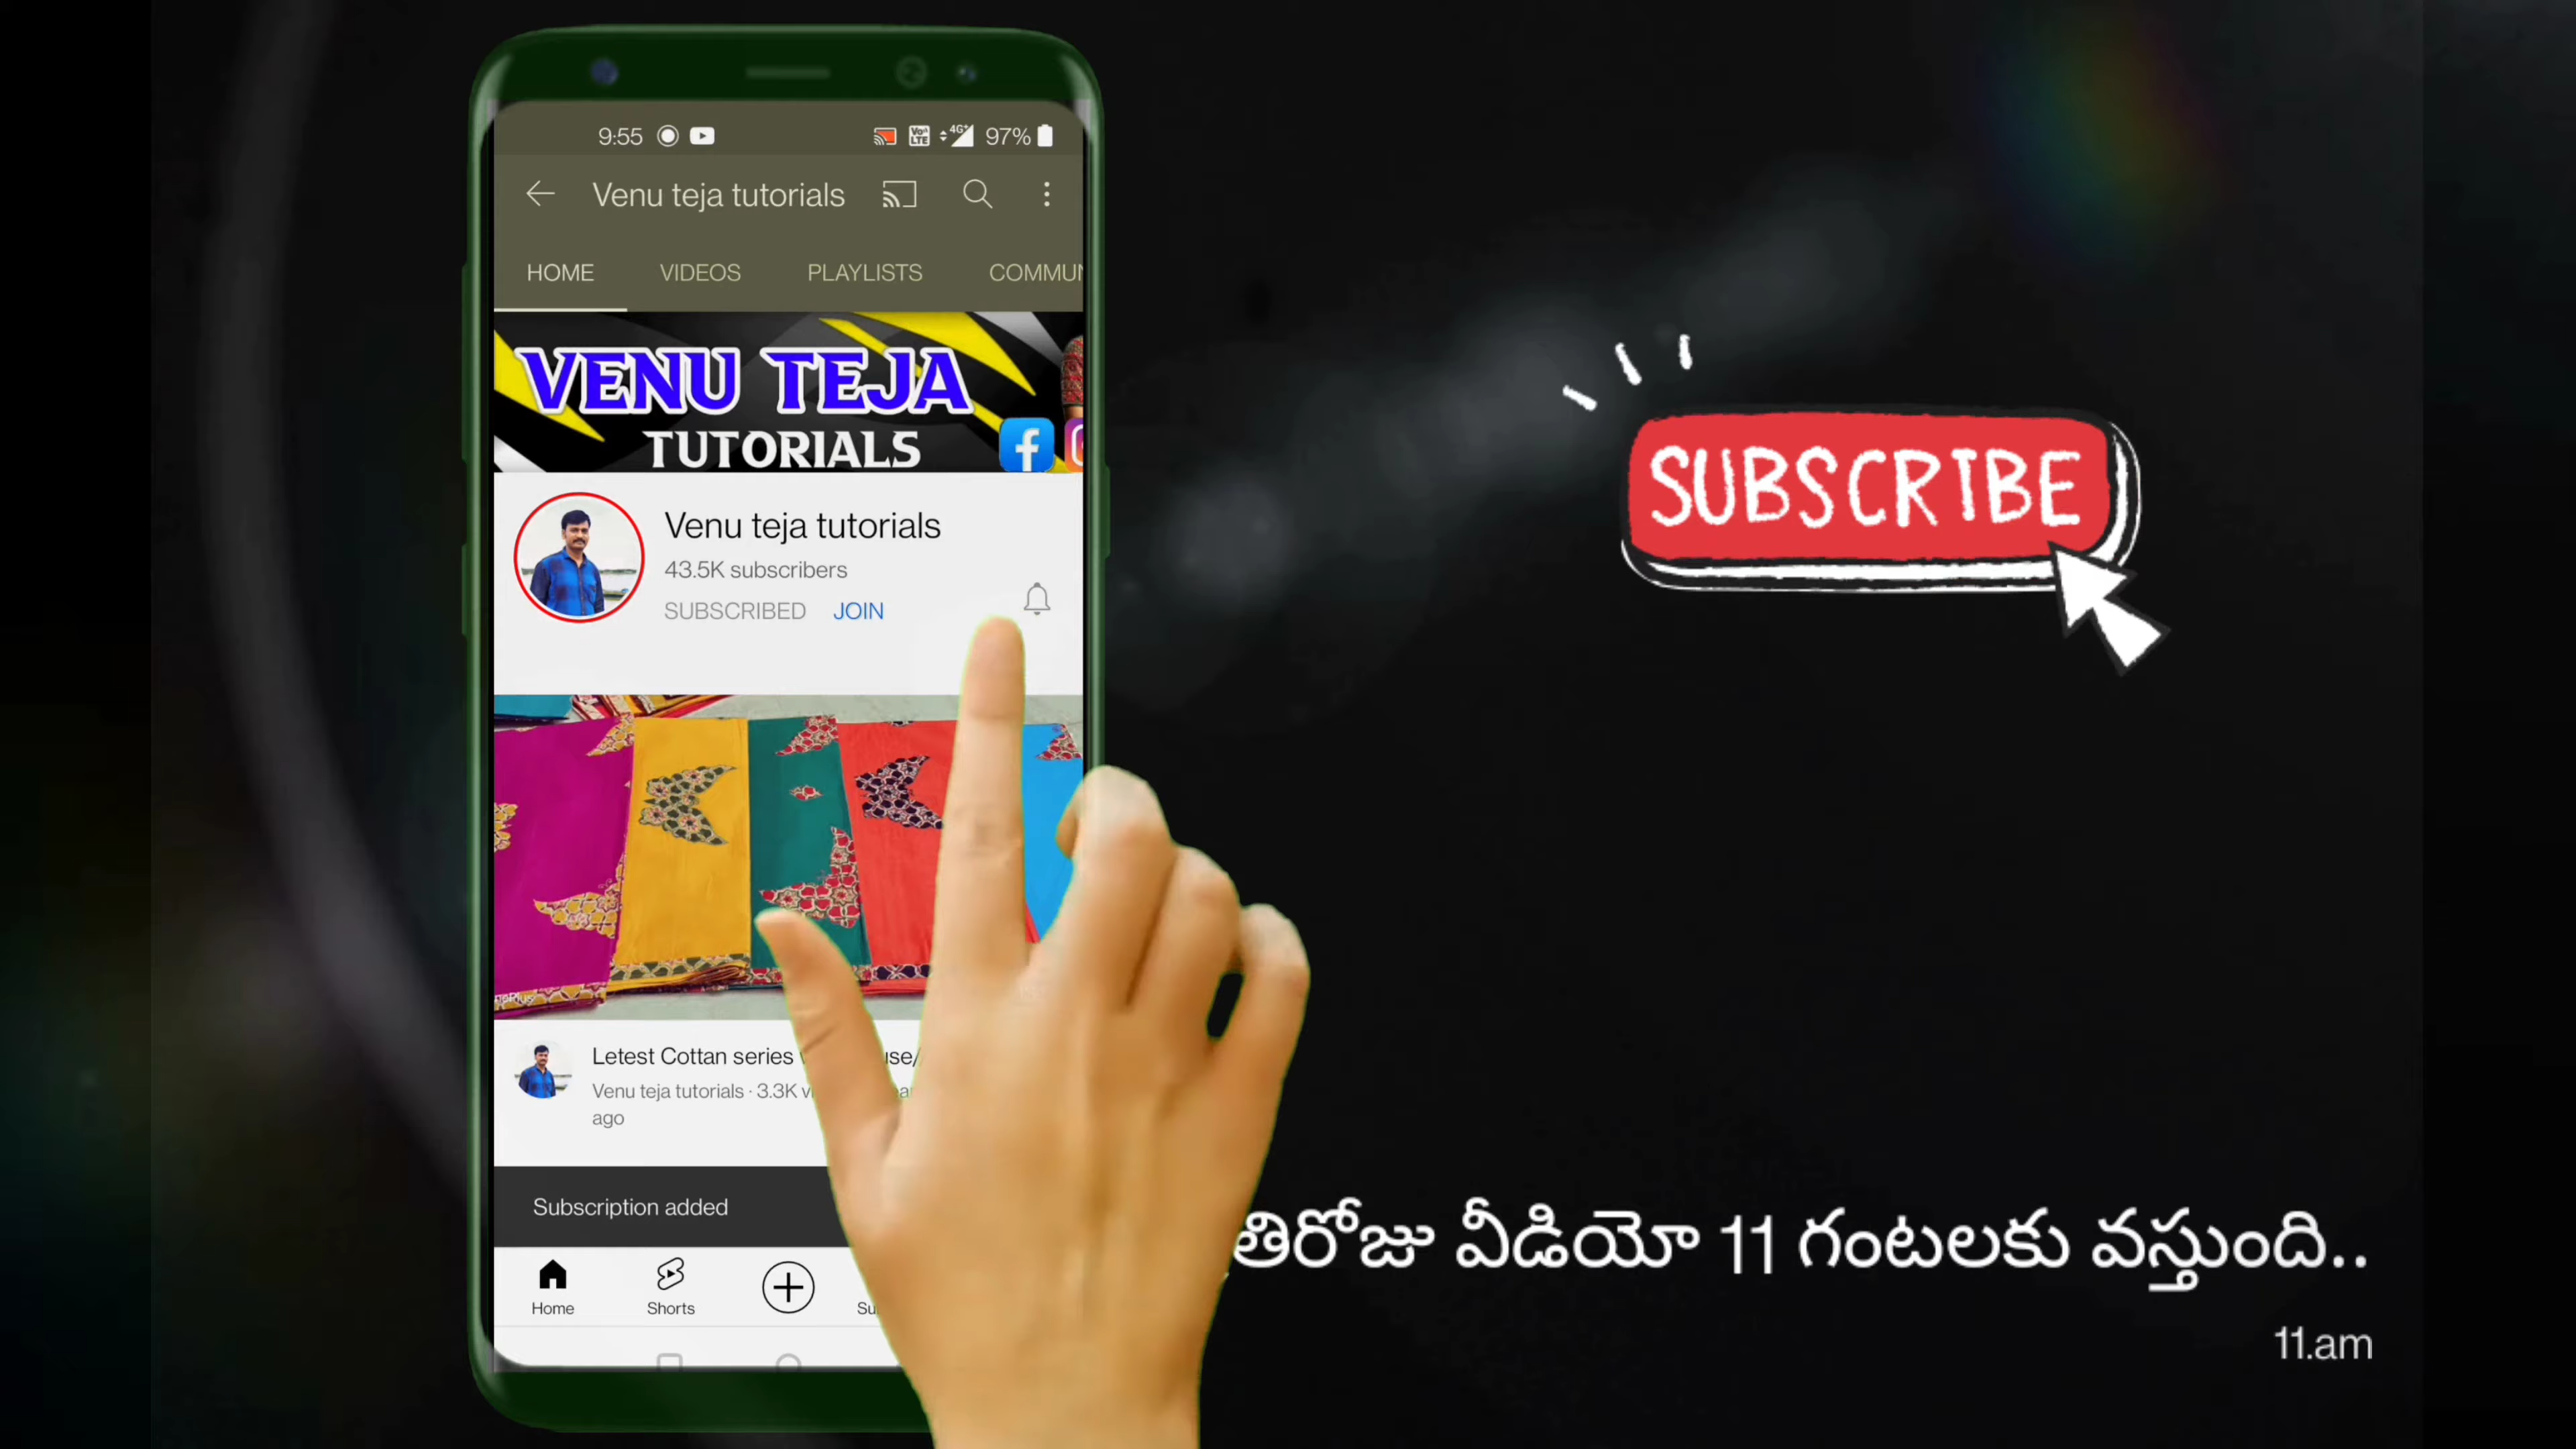 9:55 4G+ 97%
Venu teja tutorials
HOME VIDEOS PLAYLISTS COMMUN
VENU TEJA
TUTORIALS
Venu teja tutorials
43.5K subscribers
SUBSCRIBED JOIN
SUBSCRIBE
Letest Cottan series
Venu teja tutorials · 3.3K
ago
Subscription added
వీడియో 11 గంటలకు వస్తుంది..
Home Shorts
11.am